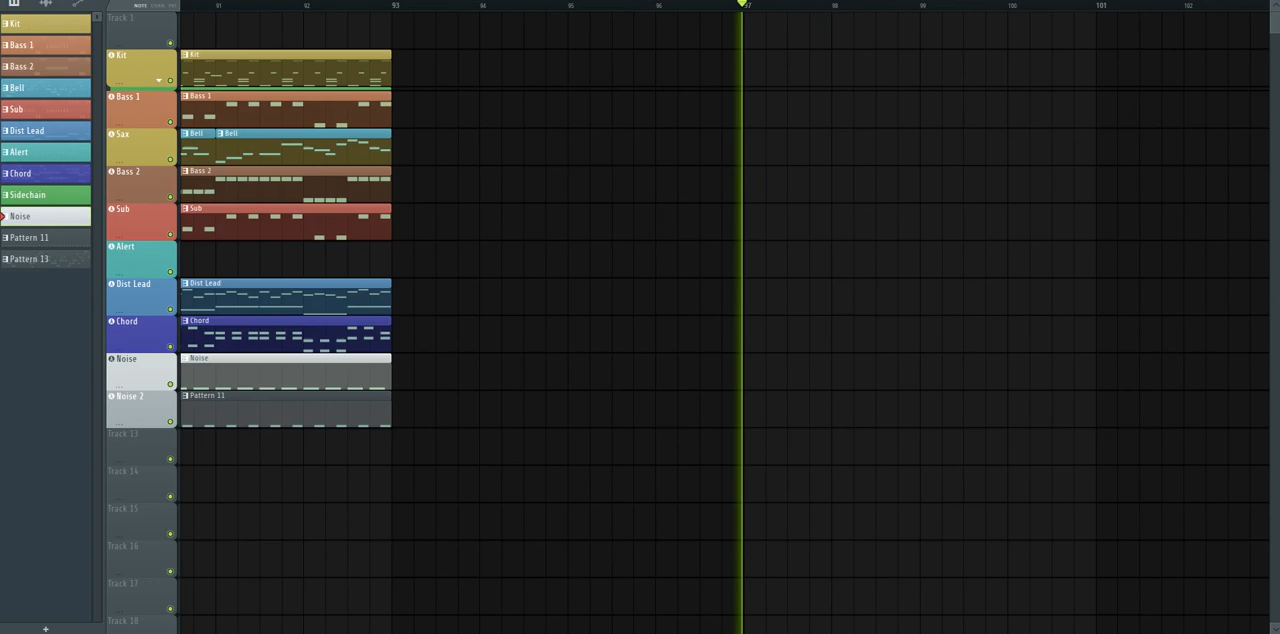 NOTE
91
92
93
94
95
96
97
98
99
100
101
102
Kit
Bass 1
Bass 2
Bell
Sub
Dist Lead
Alert
Chord
Sidechain
Noise
Pattern 11
Pattern 13
+
Track 1
Kit
Kit
Bass 1
Bass 1
Sax
Bell
Bell
Bass 2
Bass 2
Sub
Sub
Alert
Dist Lead
Dist Lead
Chord
Chord
Noise
Noise
Noise 2
Pattern 11
Track 13
Track 14
Track 15
Track 16
Track 17
Track 18